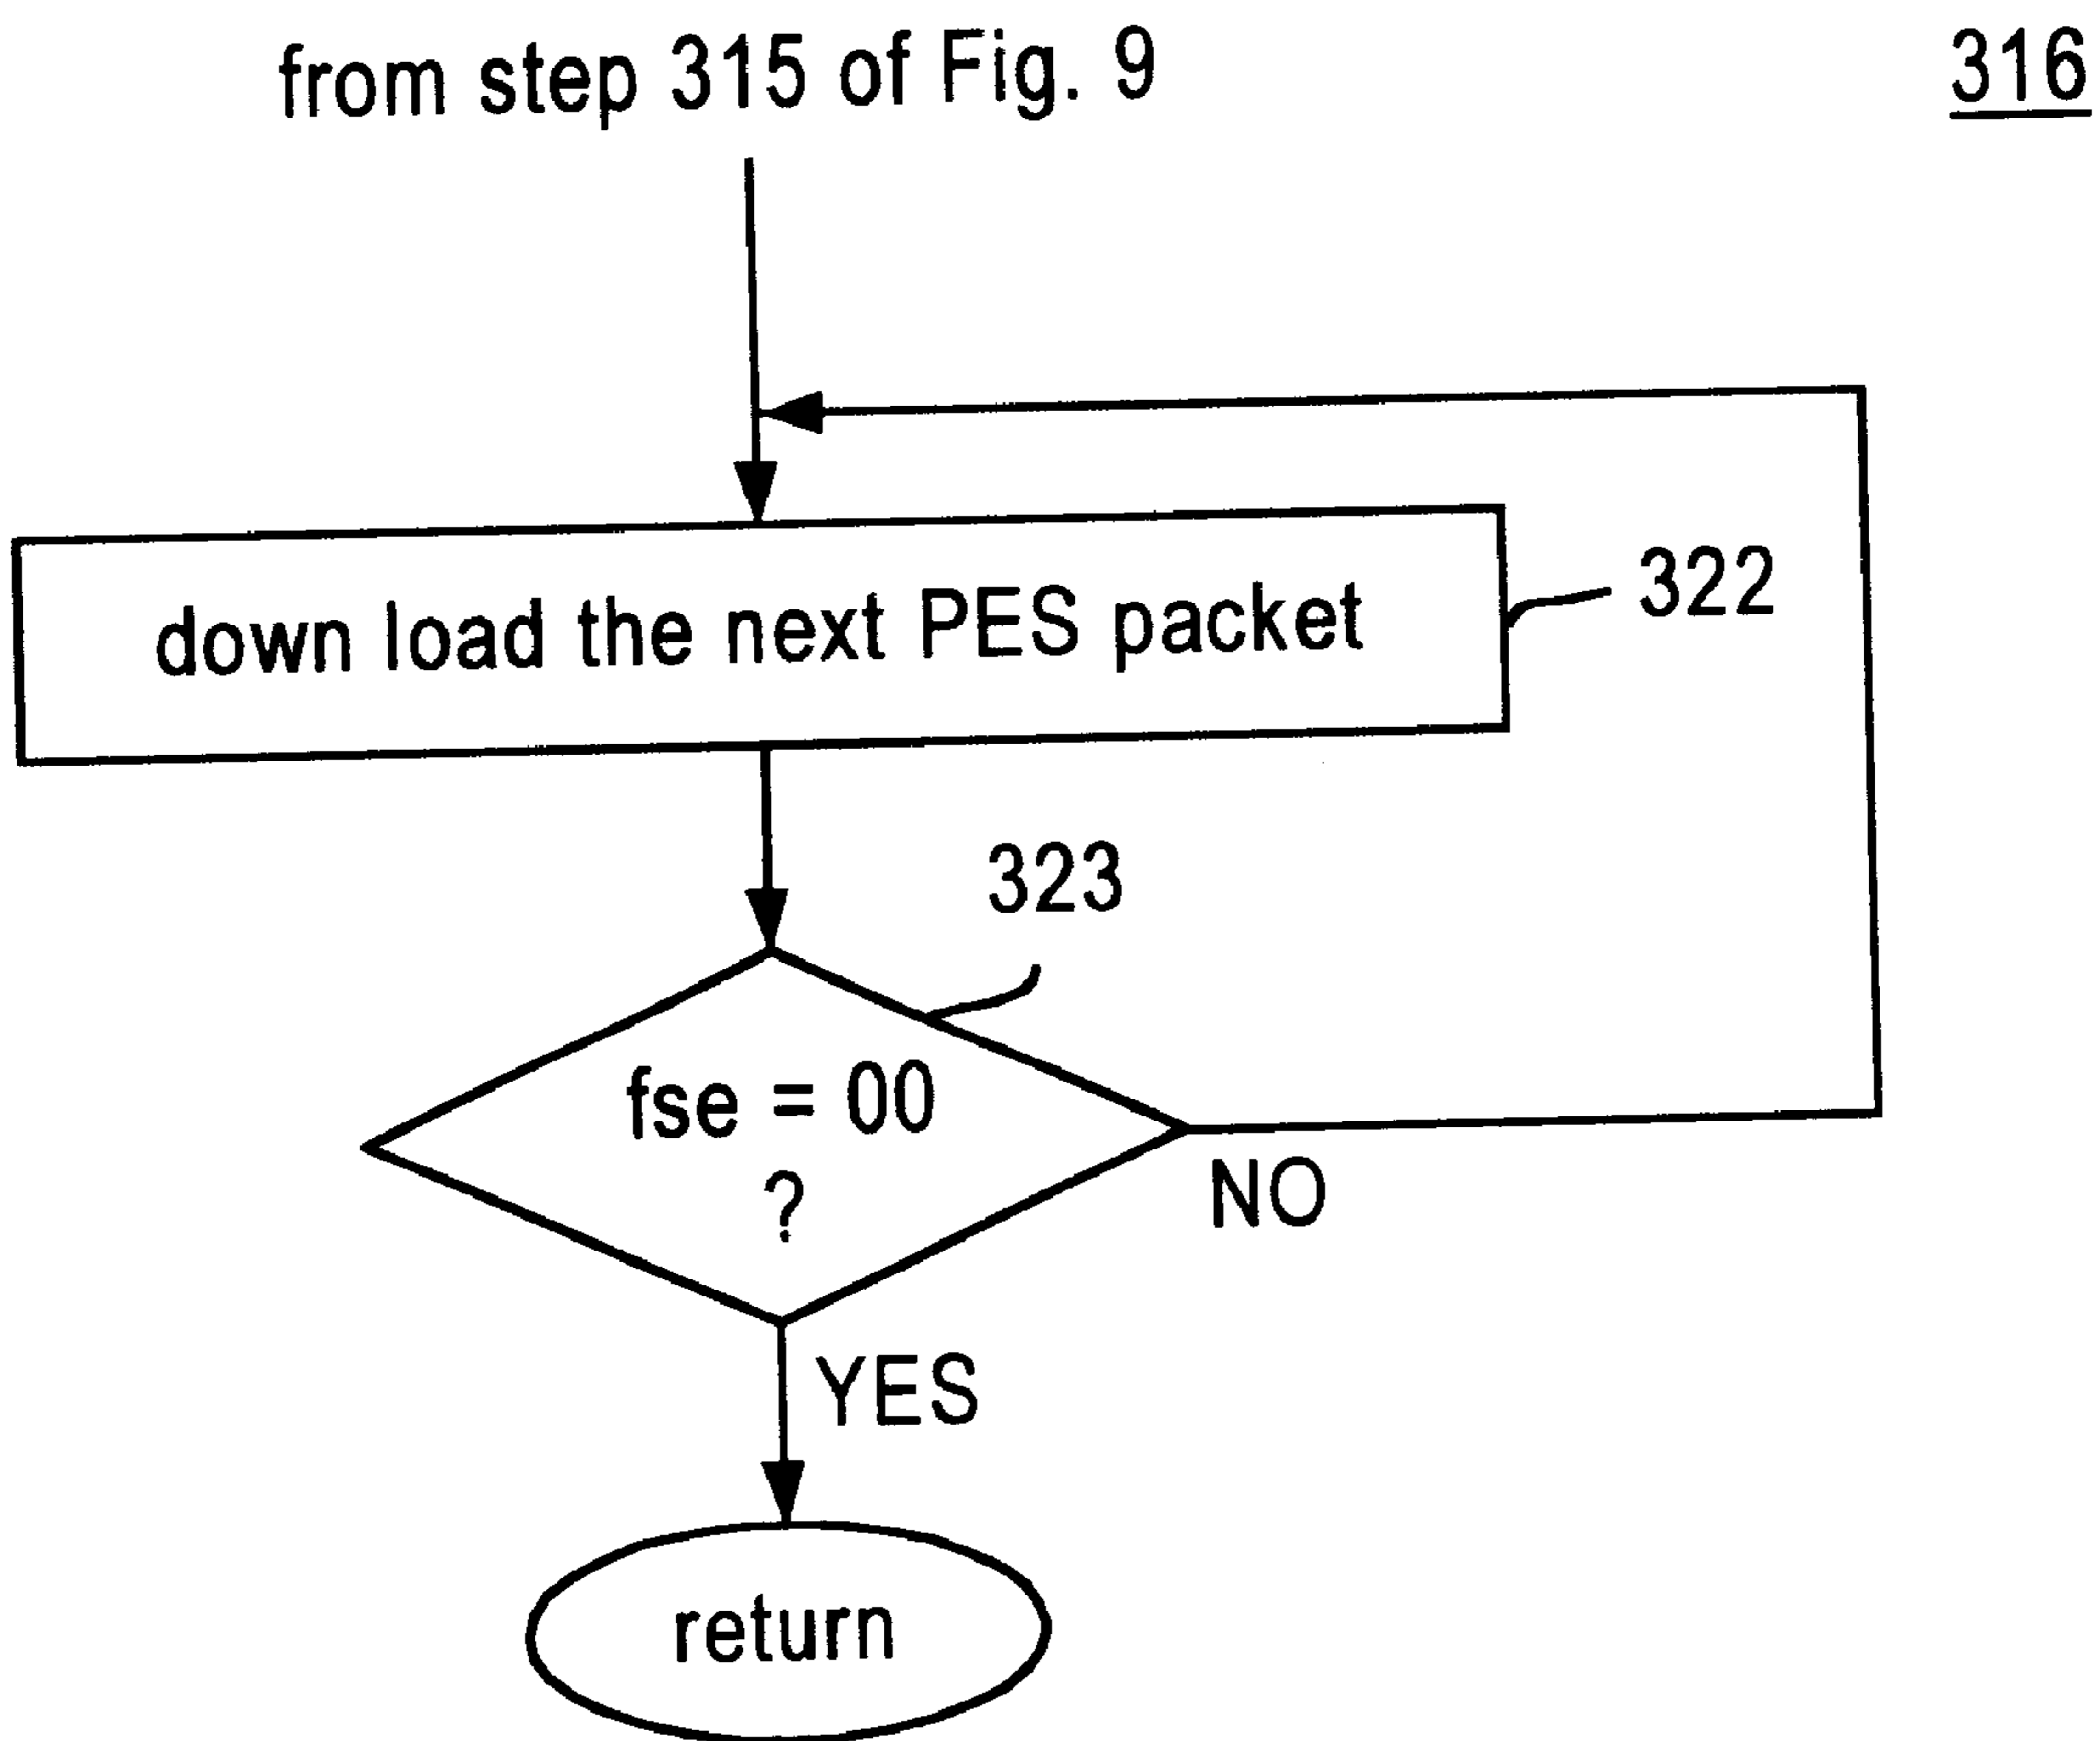 from step 315 of Fig. 9
316
down load the next PES packet
322
323
fse = 00
?
NO
YES
return